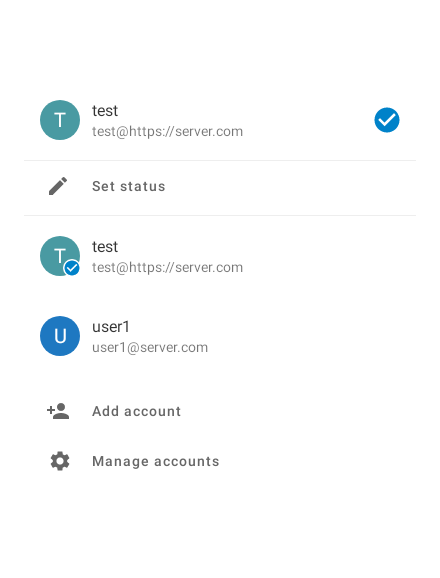 T
test
test@https://server.com
Set status
T
test
test@https://server.com
U
user1
user1@server.com
Add account
Manage accounts